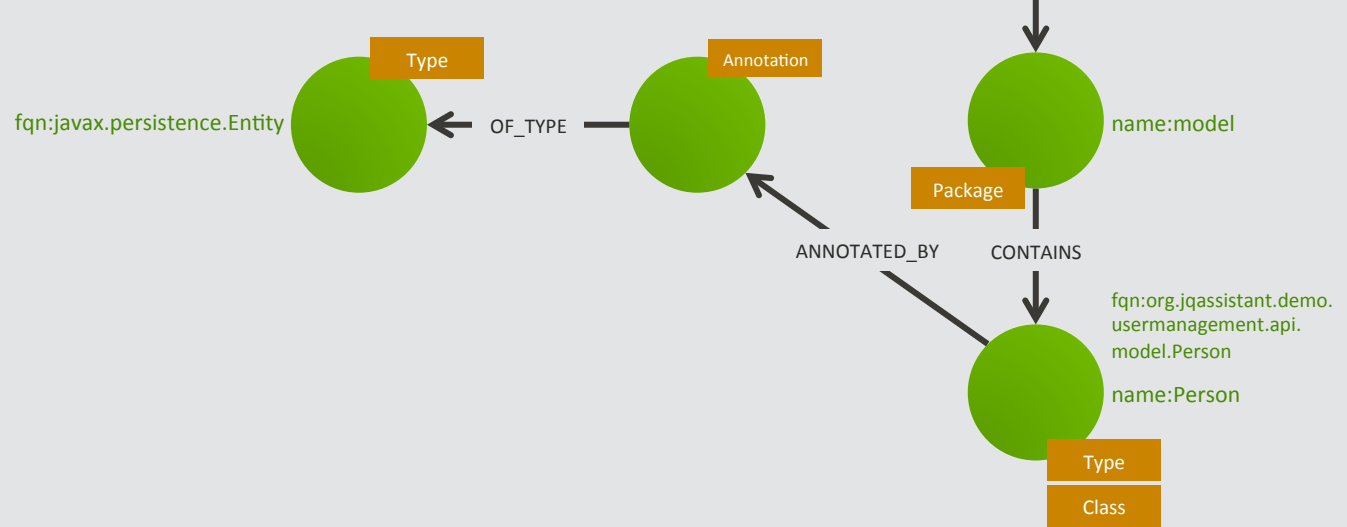 Type
Annotation
fqn:javax.persistence.Entity
OF_TYPE
name:model
Package
ANNOTATED_BY
CONTAINS
fqn:org.jqassistant.demo.
usermanagement.api.
model.Person
name:Person
Type
Class